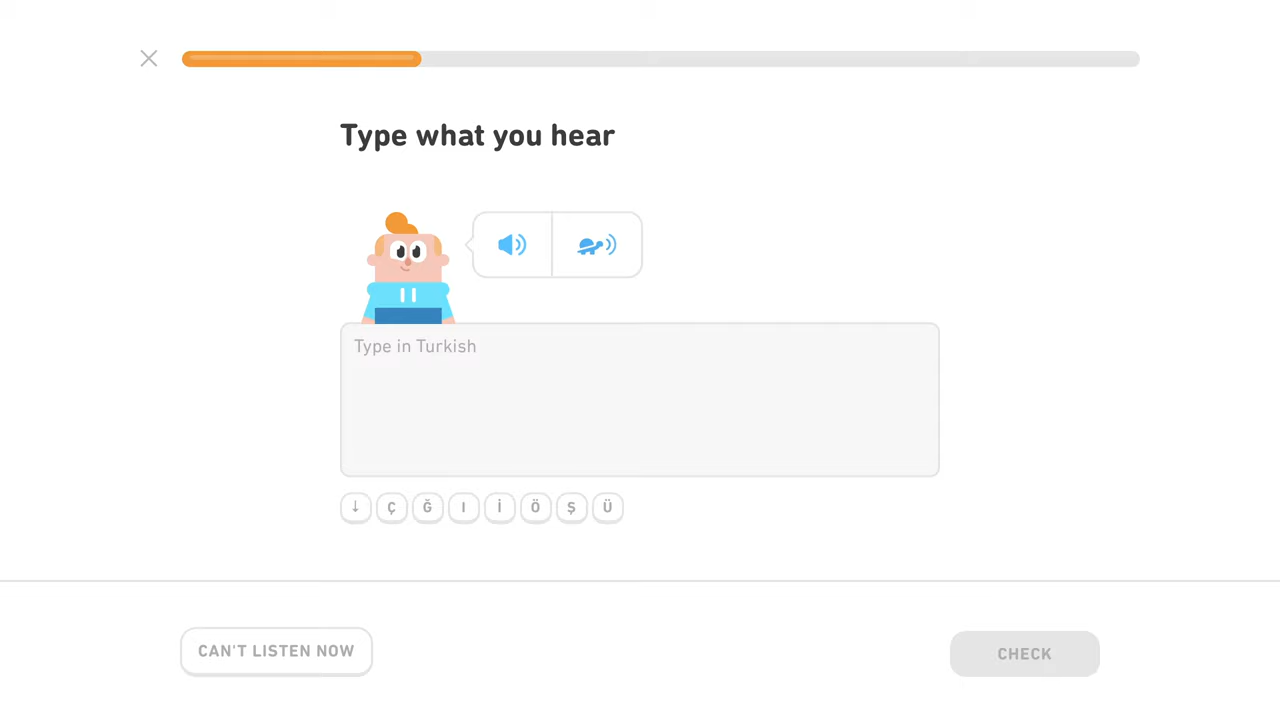 Type what you hear
Type in Turkish
↓ Ç Ğ I İ Ö Ş Ü
CAN'T LISTEN NOW
CHECK